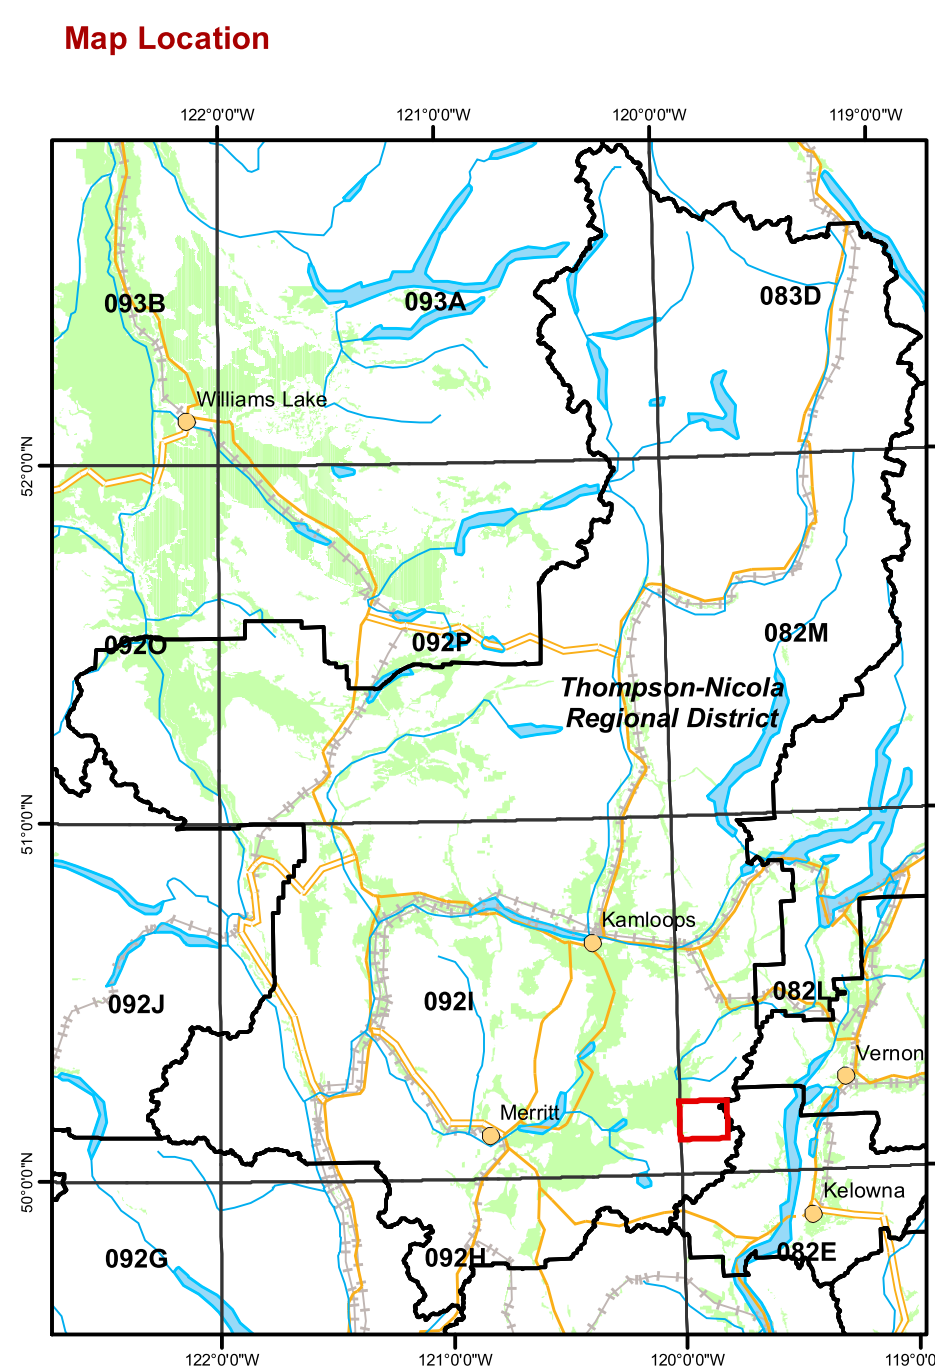 Map Location
122°0'0"W
121°0'0"W
120°0'0"W
119°0'0"W
093B
093A
083D
Williams Lake
52°0'0"N
092O
092P
082M
Thompson-Nicola
Regional District
51°0'0"N
Kamloops
092J
092I
082L
Vernon
Merritt
50°0'0"N
Kelowna
092G
092H
082E
122°0'0"W
121°0'0"W
120°0'0"W
119°0'0